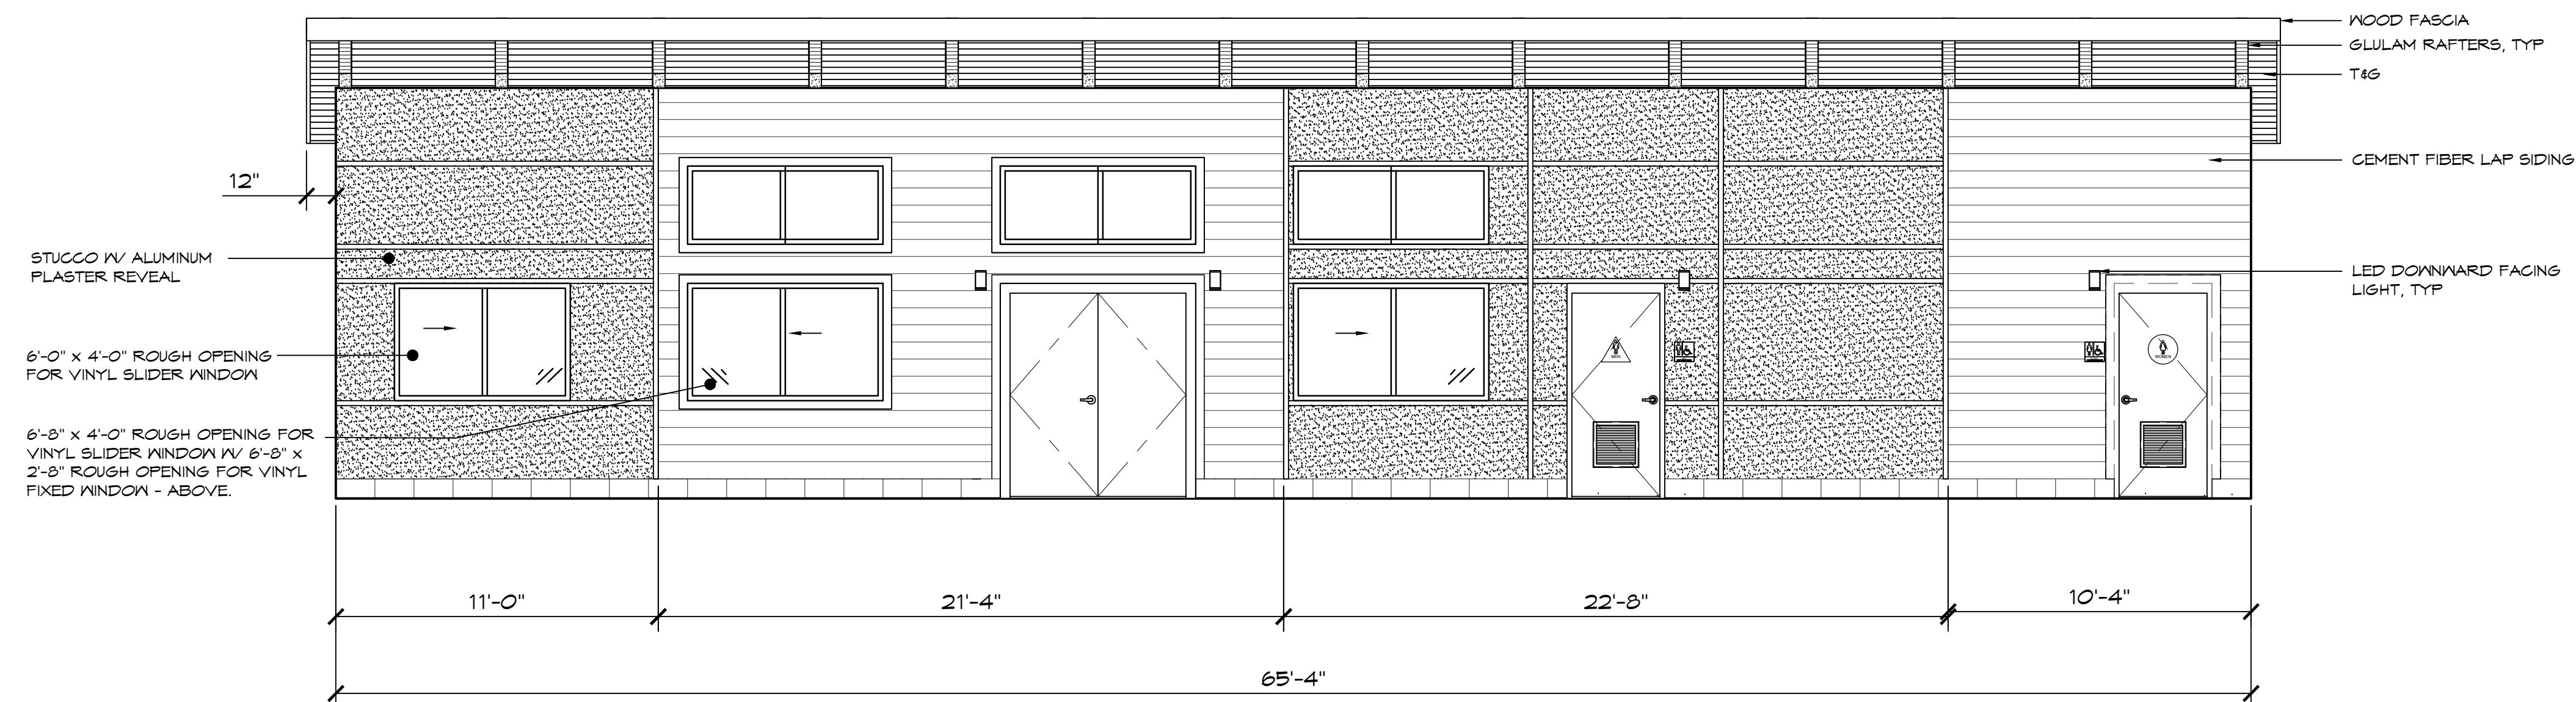 WOOD FASCIA
GLULAM RAFTERS, TYP
T&G
CEMENT FIBER LAP SIDING
12"
STUCCO W/ ALUMINUM
PLASTER REVEAL
LED DOWNWARD FACING
LIGHT, TYP
6'-0" x 4'-0" ROUGH OPENING
FOR VINYL SLIDER WINDOW
MEN
WOMEN
6'-8" x 4'-0" ROUGH OPENING FOR
VINYL SLIDER WINDOW W/ 6'-8" x
2'-8" ROUGH OPENING FOR VINYL
FIXED WINDOW - ABOVE.
11'-0"
21'-4"
22'-8"
10'-4"
65'-4"